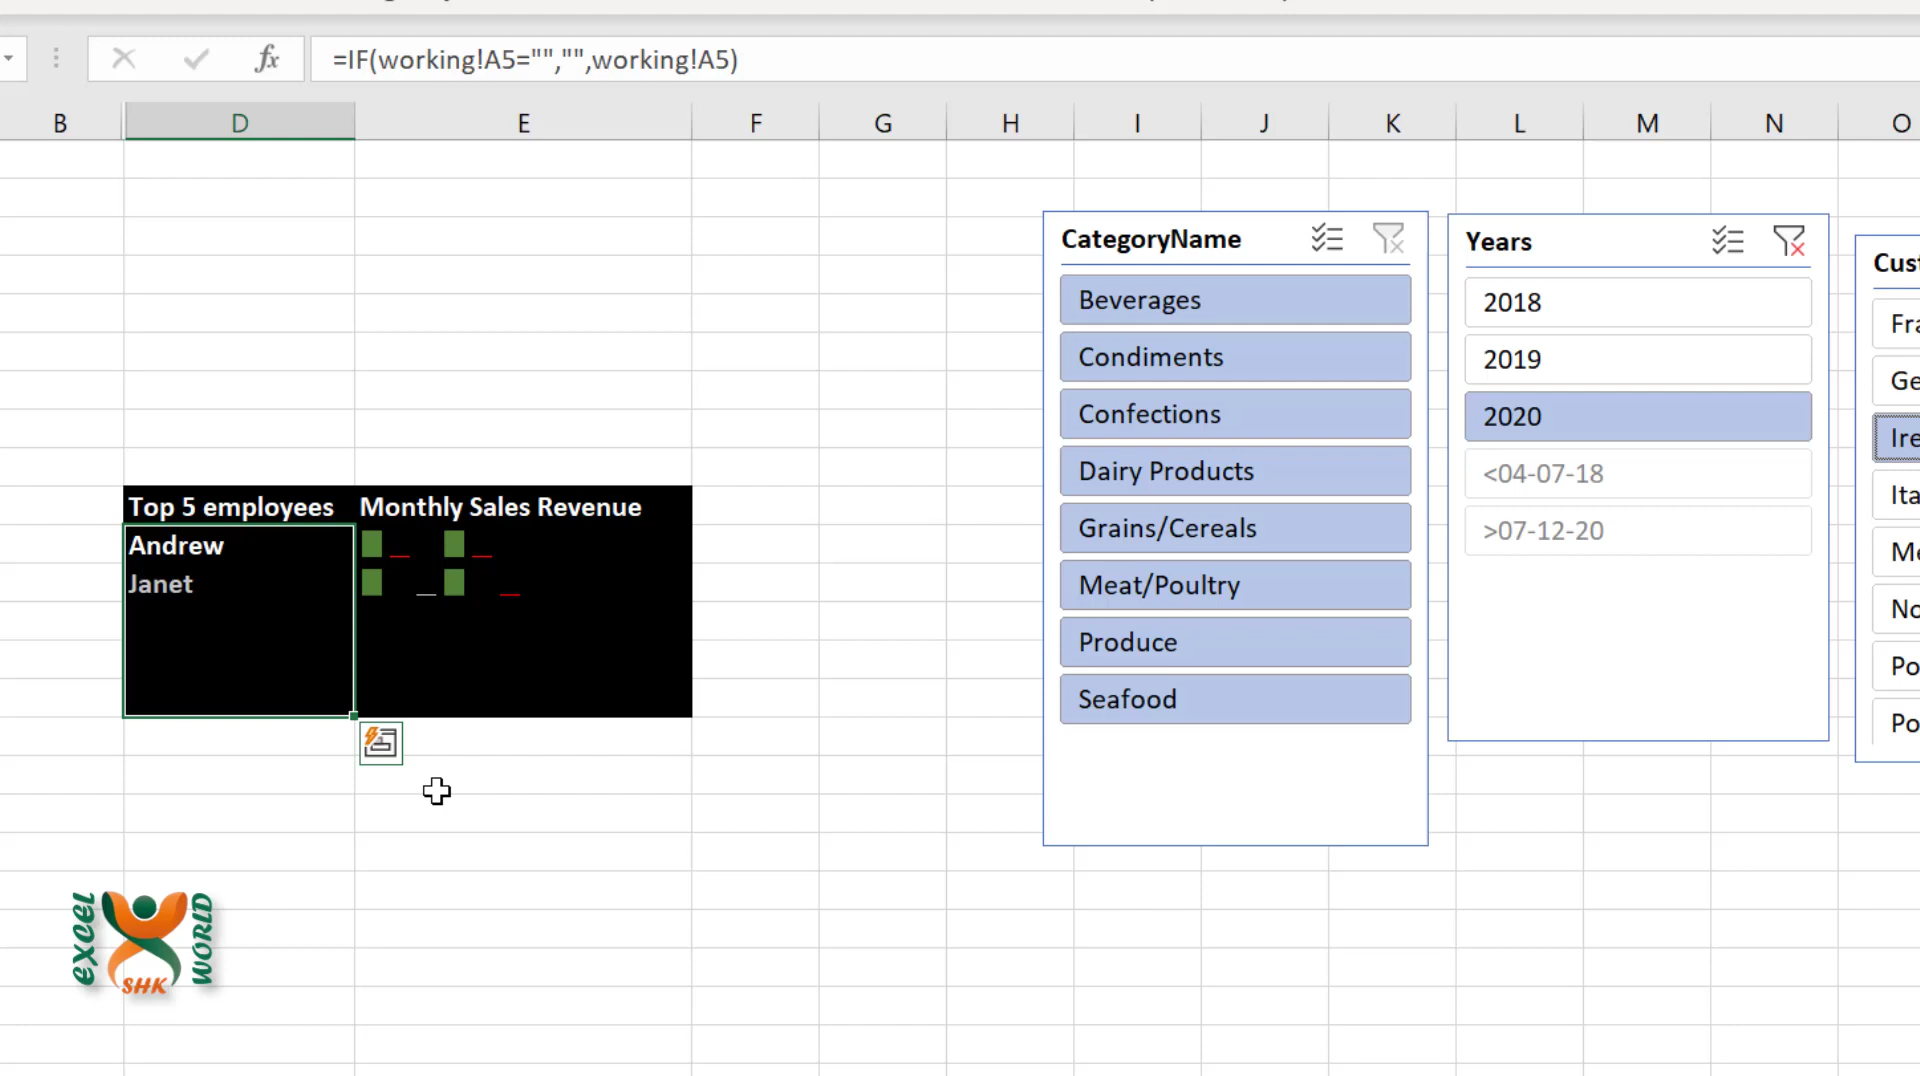 =IF(working!A5="","",working!A5)
B D E F G H I J K L M N O
CategoryName
Beverages
Condiments
Confections
Dairy Products
Grains/Cereals
Meat/Poultry
Produce
Seafood
Years
2018
2019
2020
<04-07-18
>07-12-20
Cust
Fra
Ge
Ire
Ita
Me
No
Po
Po
Top 5 employees Monthly Sales Revenue
Andrew
Janet
exeel
WORLD
SHK